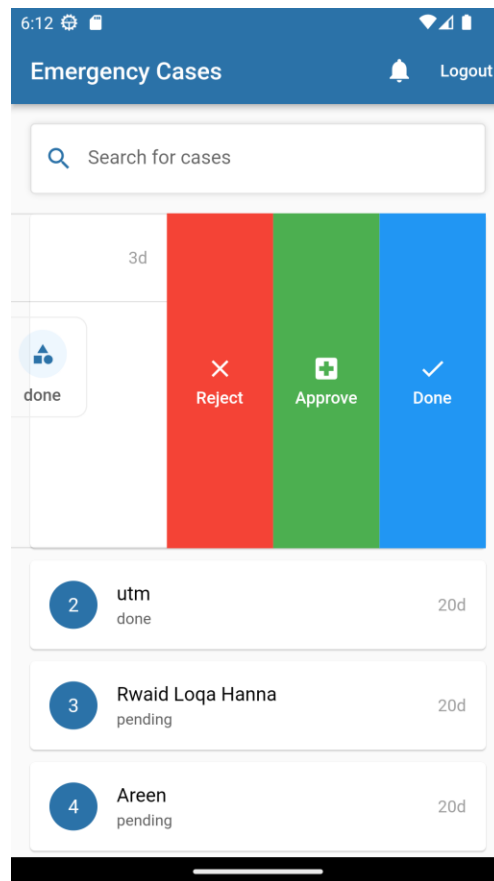 6:12
Emergency Cases
Logout
Search for cases
3d
done
Reject
Approve
Done
2
utm
done
20d
3
Rwaid Loqa Hanna
pending
20d
4
Areen
pending
20d